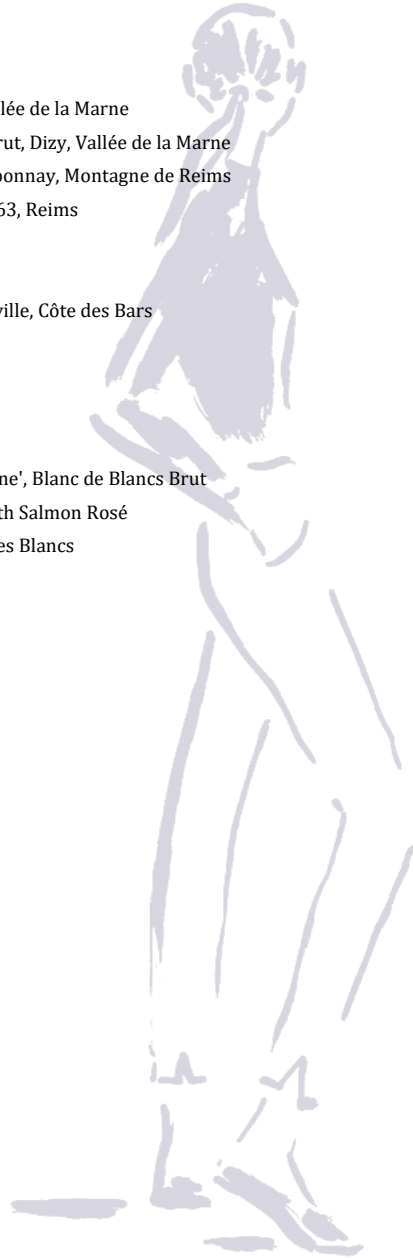 lée de la Marne
rut, Dizy, Vallée de la Marne
onnay, Montagne de Reims
63, Reims
ville, Côte des Bars
ne', Blanc de Blancs Brut
th Salmon Rosé
es Blancs